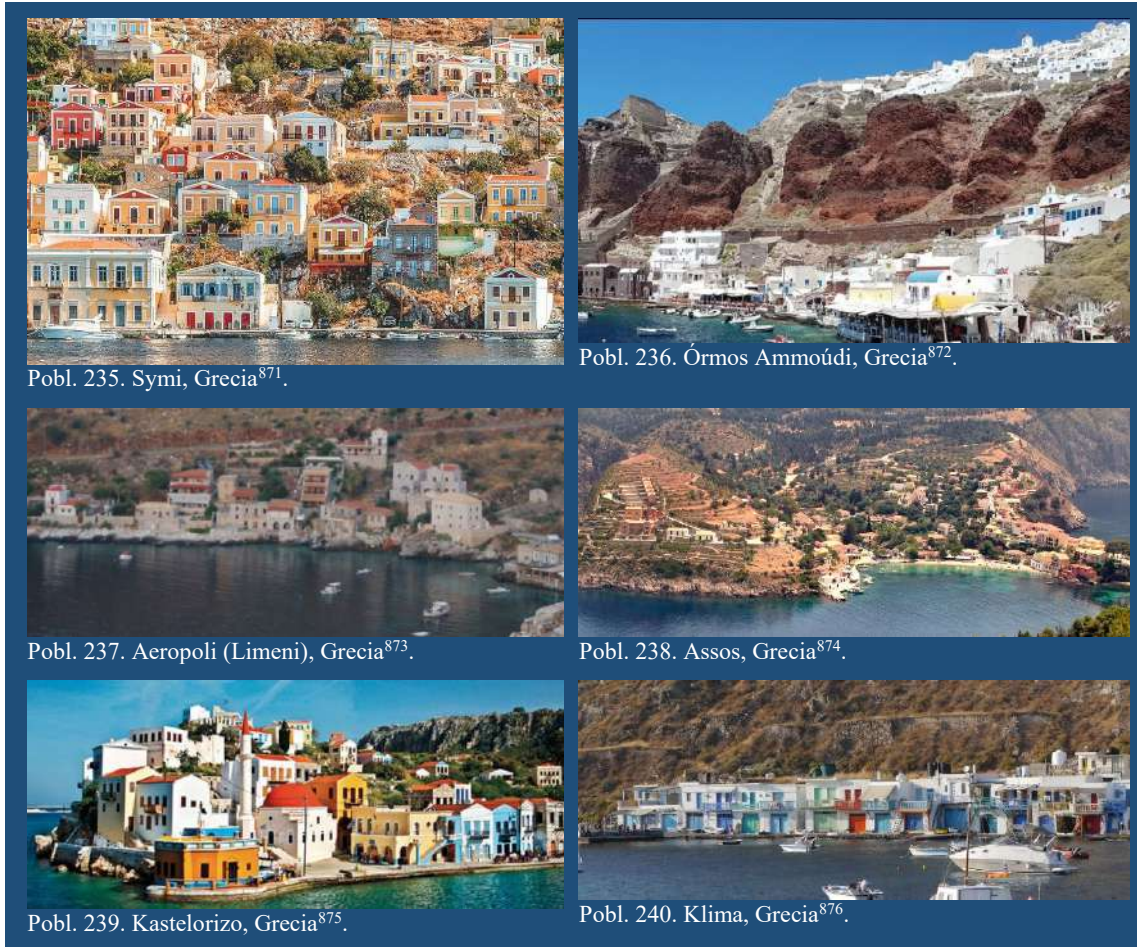 Pobl. 235. Symi, Grecia871.
Pobl. 236. Órmos Ammoúdi, Grecia872.
Pobl. 237. Aeropoli (Limeni), Grecia873.
Pobl. 238. Assos, Grecia874.
Pobl. 239. Kastelorizo, Grecia875.
Pobl. 240. Klima, Grecia876.